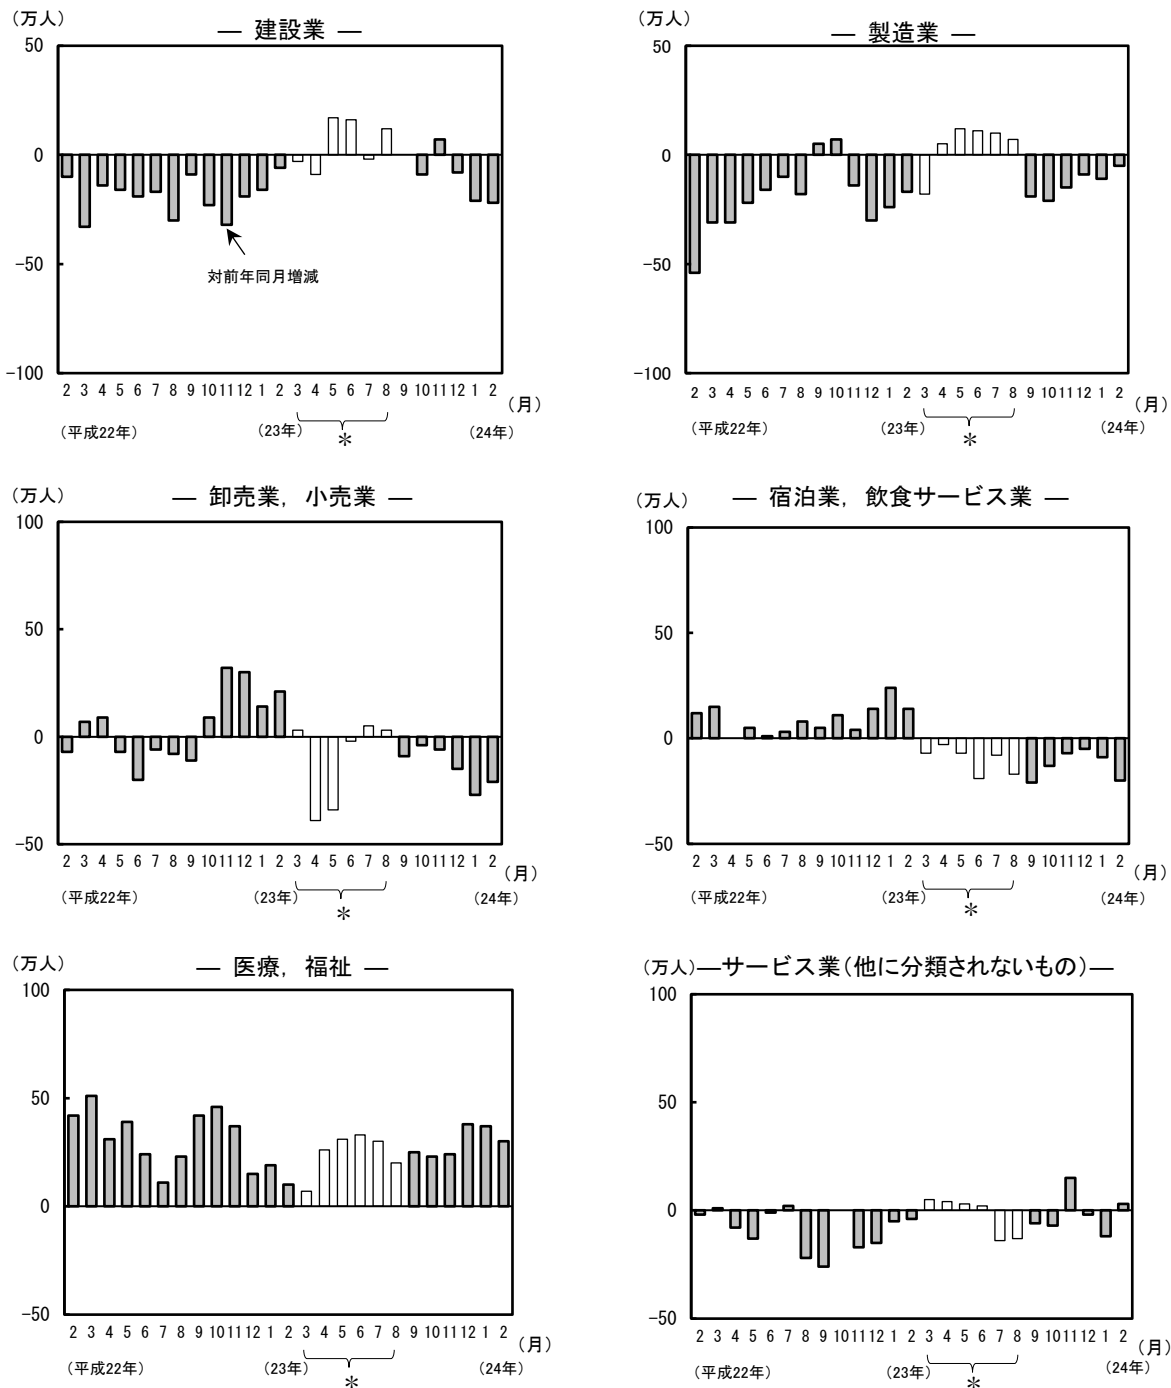 （万人）
― 建設業 ―
50
0
-50
-100
対前年同月増減
2 3 4 5 6 7 8 9 10 11 12 1 2 3 4 5 6 7 8 9 10 11 12 1 2
（月）
（平成22年）
（23年）
（24年）
＊
（万人）
― 製造業 ―
50
0
-50
-100
2 3 4 5 6 7 8 9 10 11 12 1 2 3 4 5 6 7 8 9 10 11 12 1 2
（月）
（平成22年）
（23年）
（24年）
＊
（万人）
― 卸売業，小売業 ―
100
50
0
-50
2 3 4 5 6 7 8 9 10 11 12 1 2 3 4 5 6 7 8 9 10 11 12 1 2
（月）
（平成22年）
（23年）
（24年）
＊
（万人）
― 宿泊業，飲食サービス業 ―
100
50
0
-50
2 3 4 5 6 7 8 9 10 11 12 1 2 3 4 5 6 7 8 9 10 11 12 1 2
（月）
（平成22年）
（23年）
（24年）
＊
（万人）
― 医療，福祉 ―
100
50
0
-50
2 3 4 5 6 7 8 9 10 11 12 1 2 3 4 5 6 7 8 9 10 11 12 1 2
（月）
（平成22年）
（23年）
（24年）
＊
（万人）
―サービス業（他に分類されないもの）―
100
50
0
-50
2 3 4 5 6 7 8 9 10 11 12 1 2 3 4 5 6 7 8 9 10 11 12 1 2
（月）
（平成22年）
（23年）
（24年）
＊